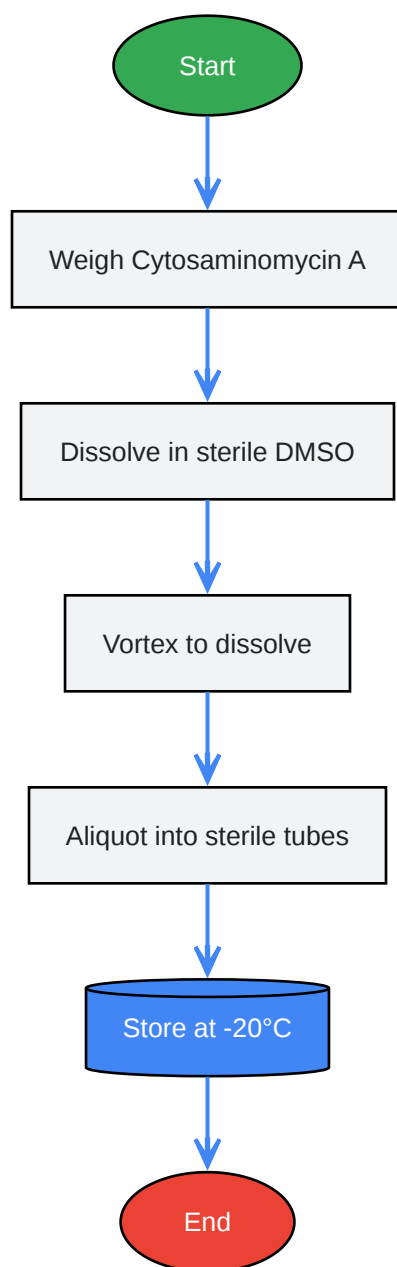 Start
Weigh Cytosaminomycin A
Dissolve in sterile DMSO
Vortex to dissolve
Aliquot into sterile tubes
Store at -20°C
End